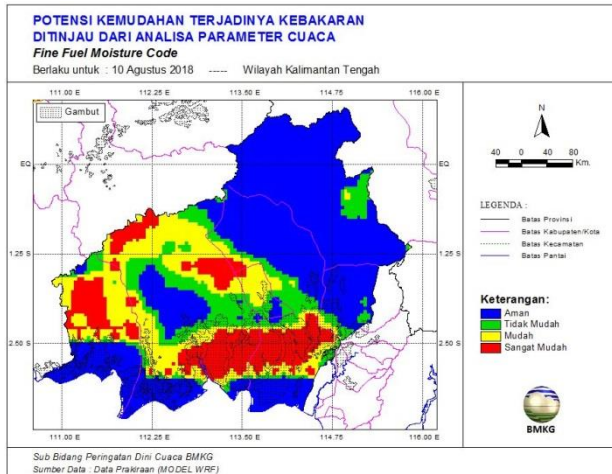 POTENSI KEMUDAHAN TERJADINYA KEBAKARAN
DITINJAU DARI ANALISA PARAMETER CUACA
Fine Fuel Moisture Code
Berlaku untuk : 10 Agustus 2018 ----- Wilayah Kalimantan Tengah
111.00 E 112.25 E 113.50 E 114.75 E 116.00 E
Gambut
EQ EQ
1.25 S 1.25 S
2.50 S 2.50 S
111.00 E 112.25 E 113.50 E 114.75 E 116.00 E
N
40 0 40 80
Km.
LEGENDA :
Batas Provinsi
Batas Kabupaten/Kota
Batas Kecamatan
Batas Pantai
Keterangan:
Aman
Tidak Mudah
Mudah
Sangat Mudah
BMKG
Sub Bidang Peringatan Dini Cuaca BMKG
Sumber Data : Data Prakiraan (MODEL WRF)